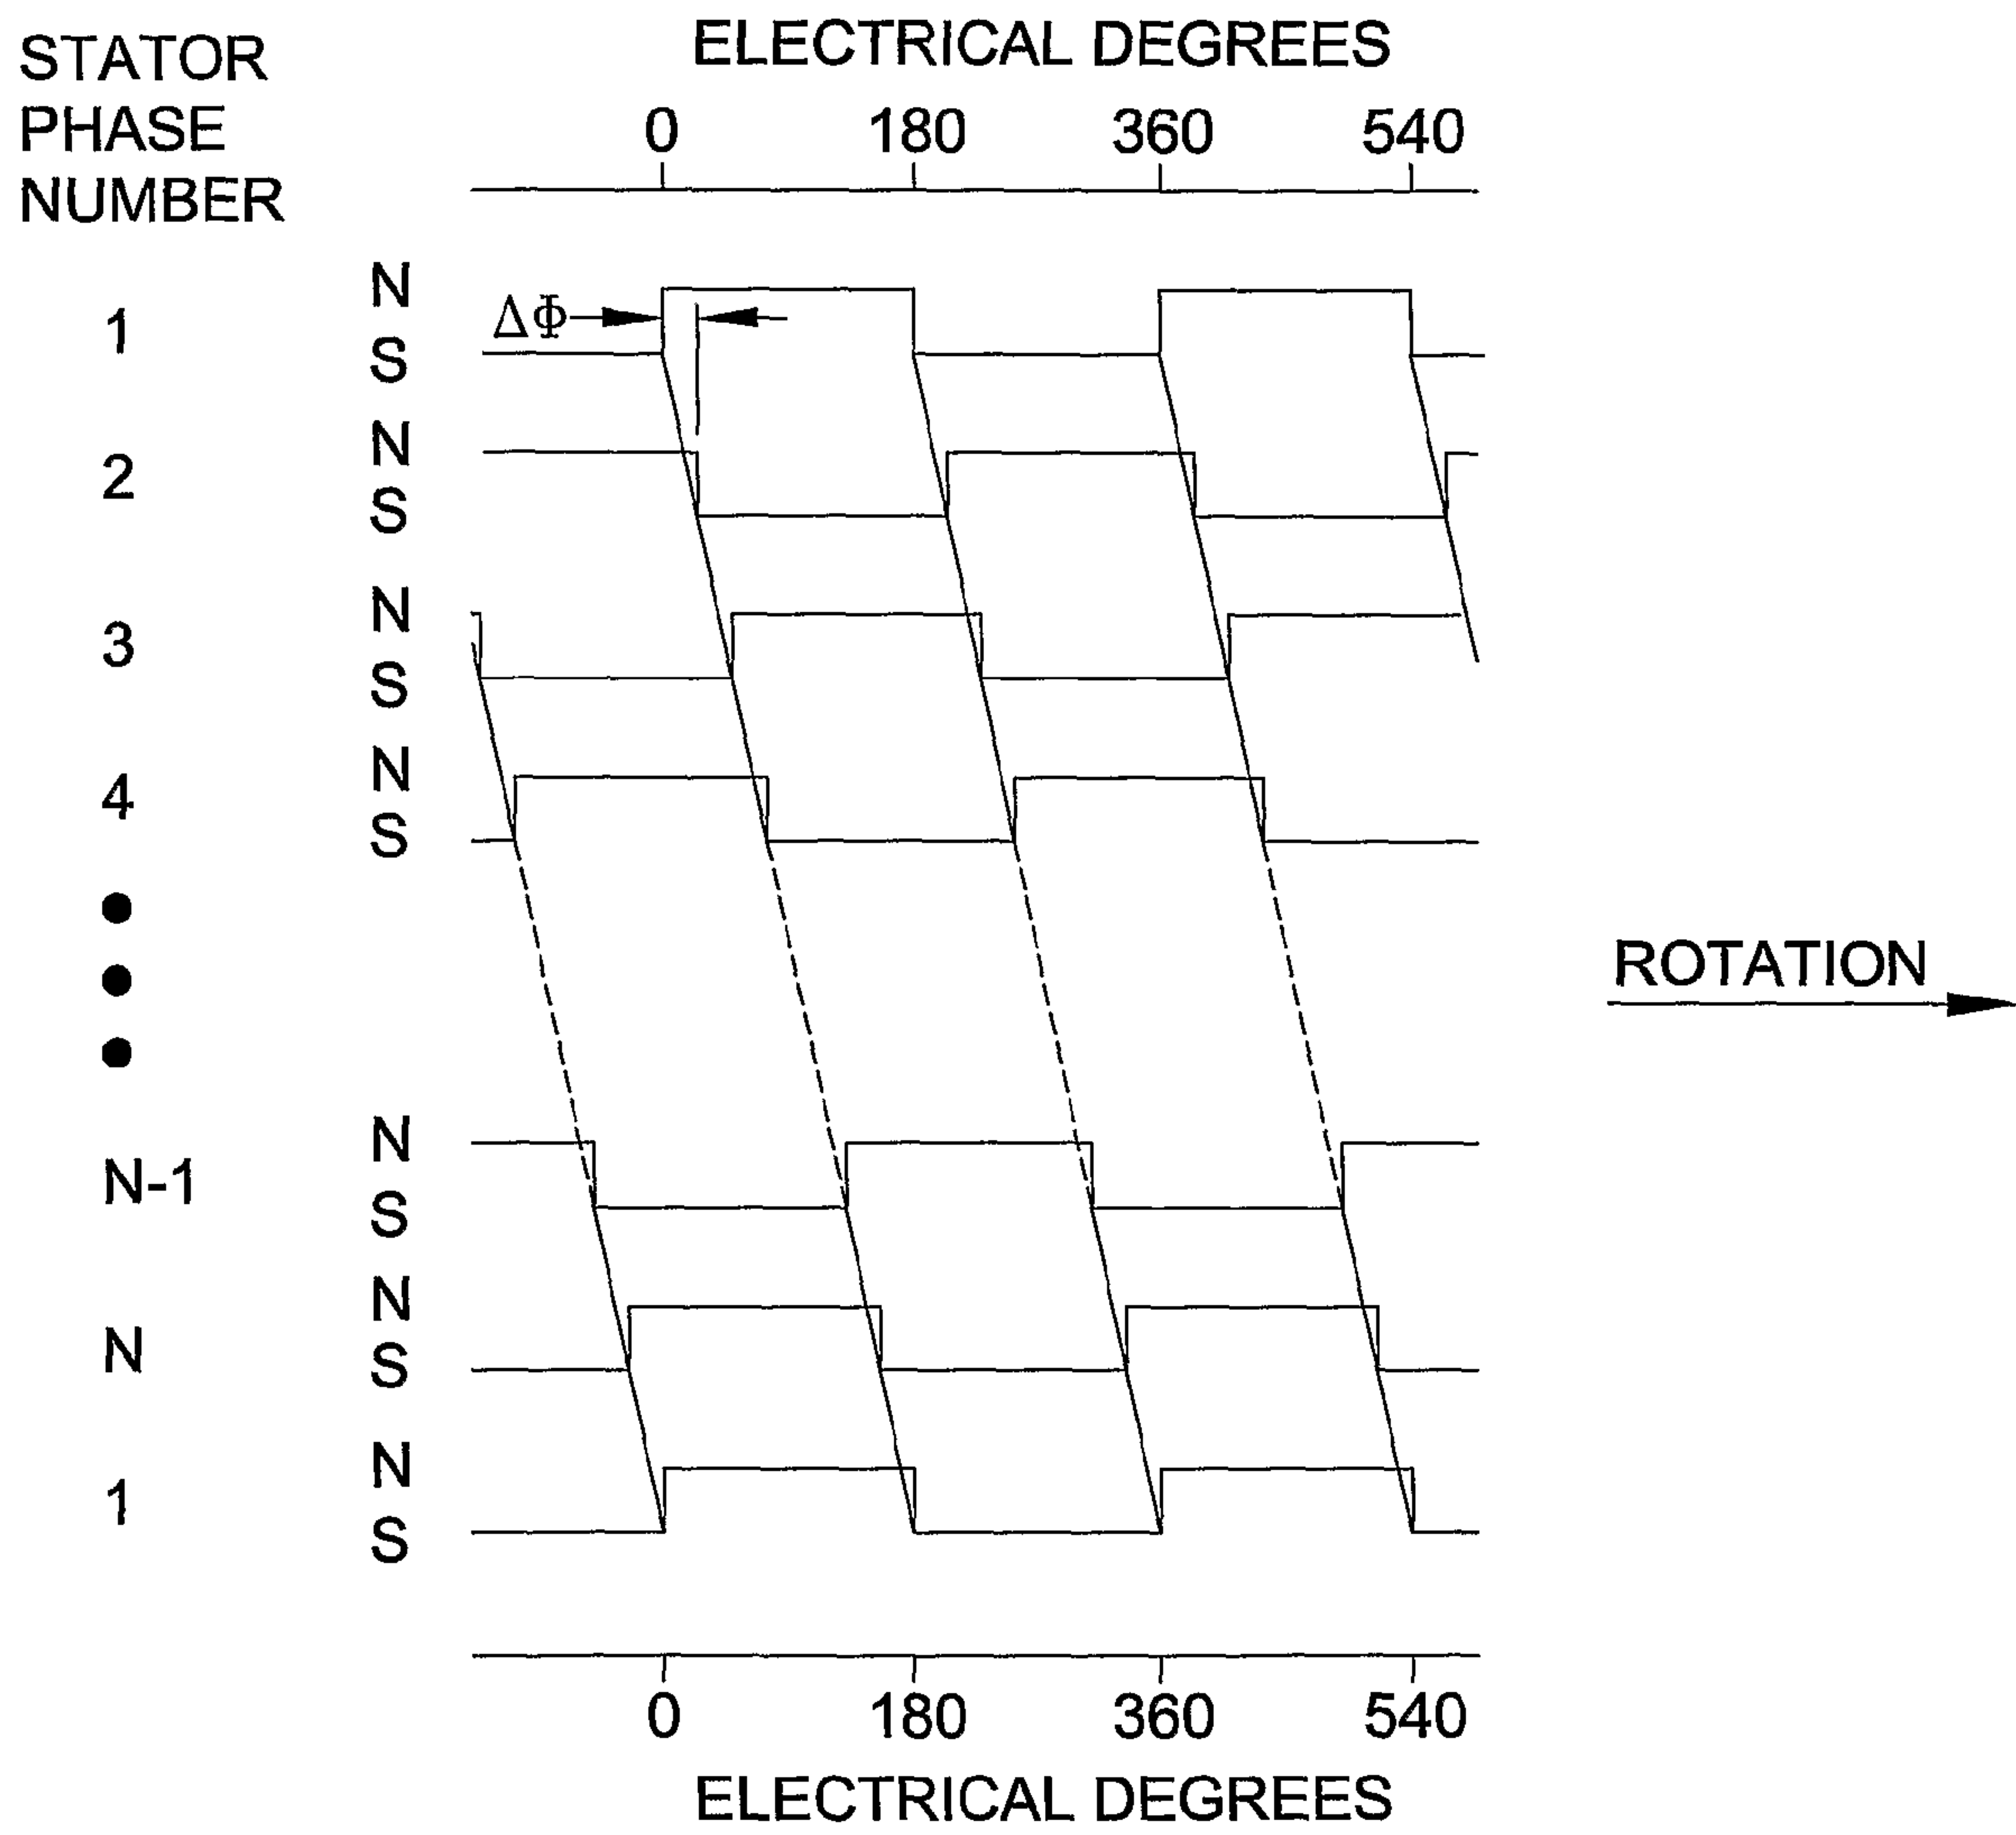 ELECTRICAL DEGREES
STATOR
PHASE
NUMBER
0 180 360 540
N
1
S
ΔΦ
N
2
S
N
3
S
N
4
S
ROTATION
N
N-1
S
N
N
S
N
1
S
0 180 360 540
ELECTRICAL DEGREES